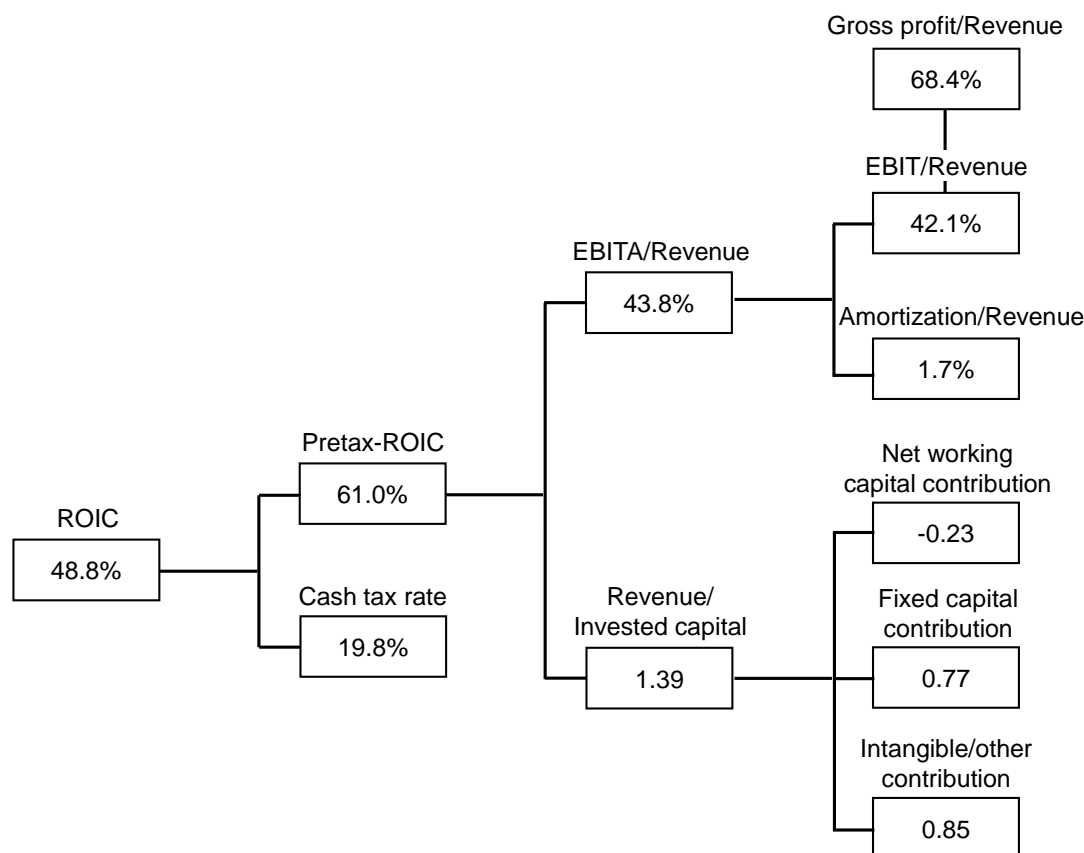 Gross profit/Revenue
68.4%
EBIT/Revenue
42.1%
EBITA/Revenue
43.8%
Amortization/Revenue
1.7%
Pretax-ROIC
61.0%
ROIC
48.8%
Cash tax rate
19.8%
Revenue/
Invested capital
1.39
Net working
capital contribution
-0.23
Fixed capital
contribution
0.77
Intangible/other
contribution
0.85